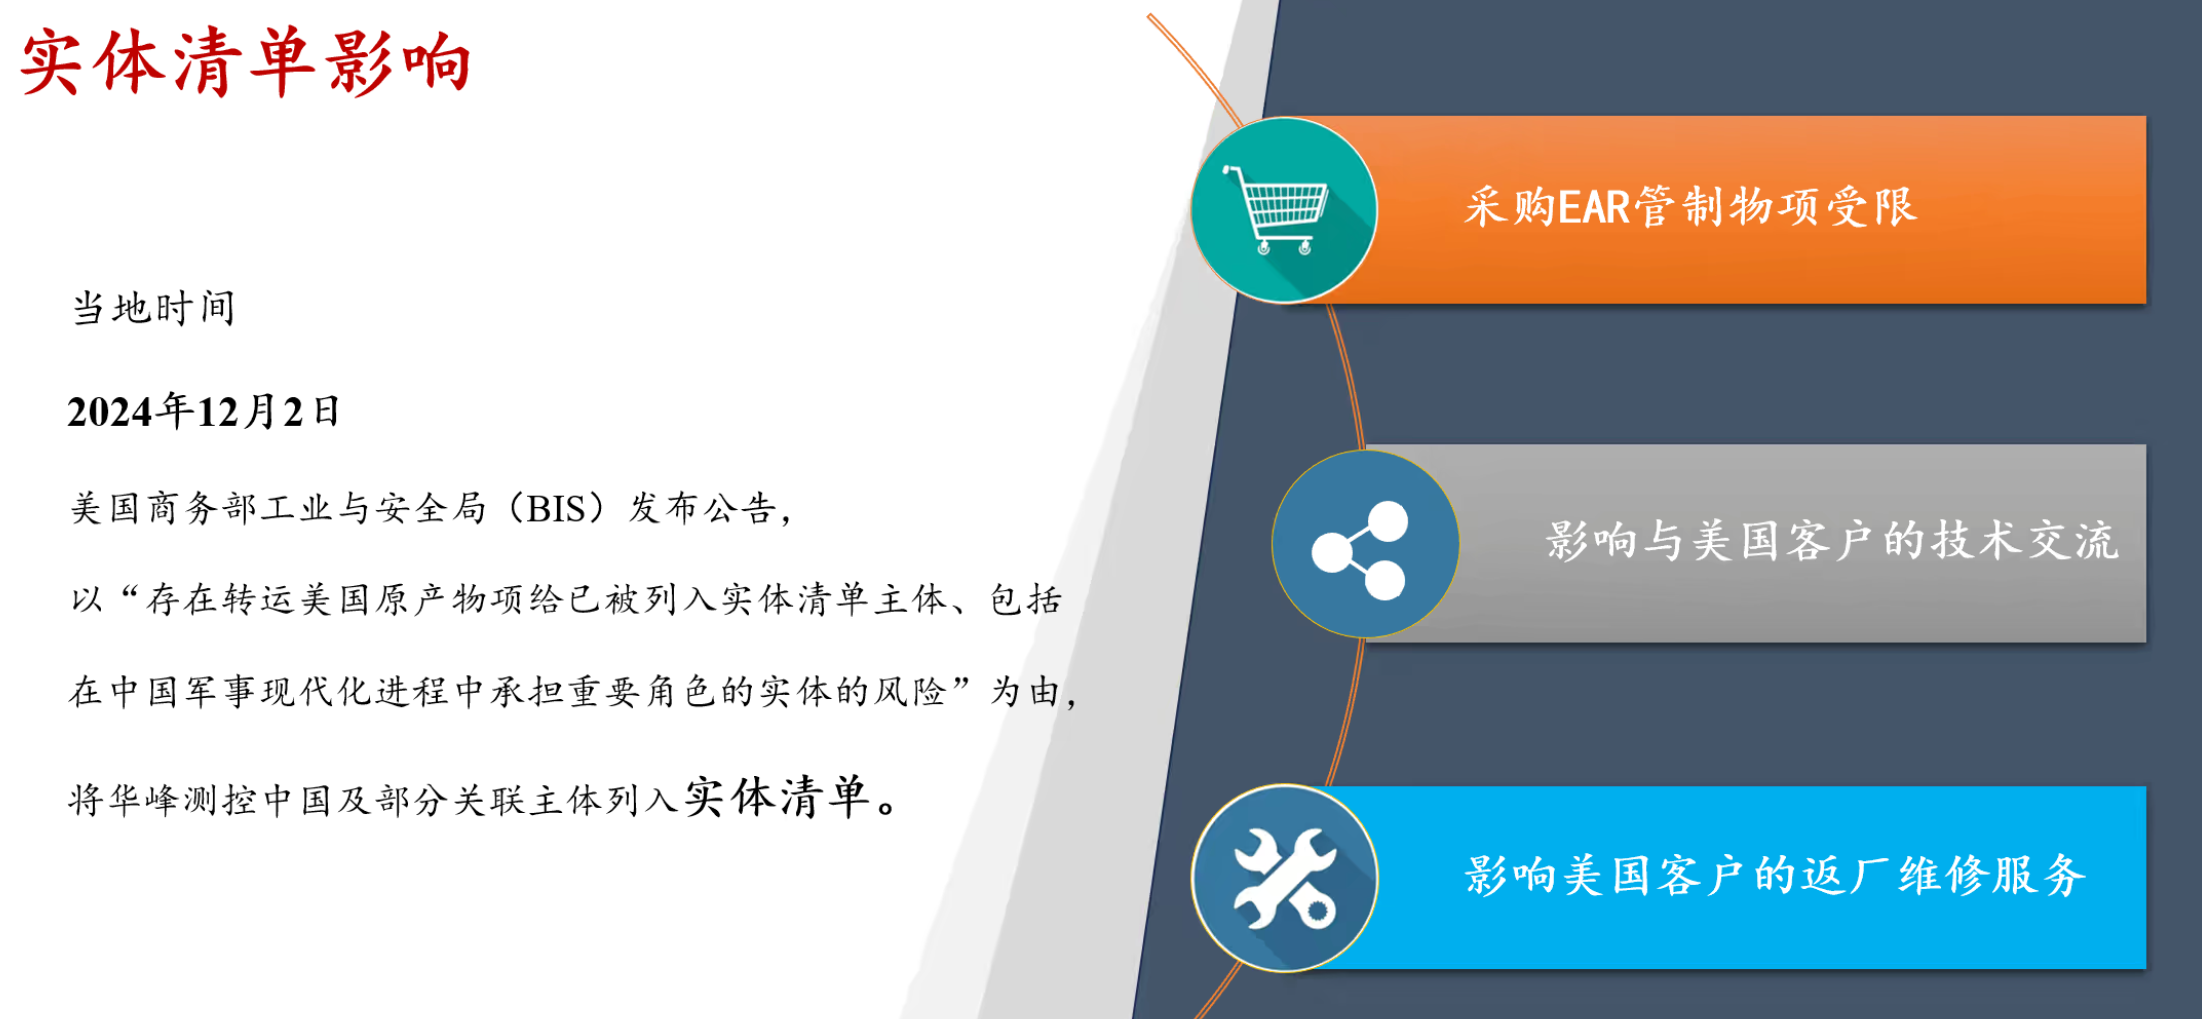 实体清单影响
当地时间
2024年12月2日
美国商务部工业与安全局（BIS）发布公告，
以“存在转运美国原产物项给已被列入实体清单主体、包括
在中国军事现代化进程中承担重要角色的实体的风险”为由，
将华峰测控中国及部分关联主体列入实体清单。
采购EAR管制物项受限
影响与美国客户的技术交流
影响美国客户的返厂维修服务